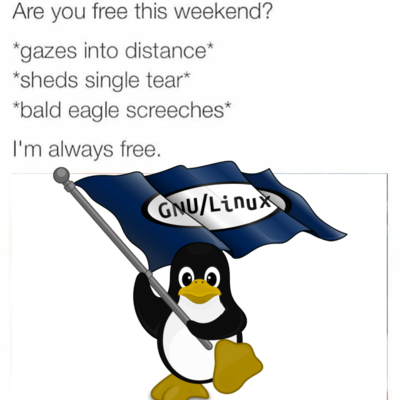 Are you free this weekend?
*gazes into distance*
*sheds single tear*
*bald eagle screeches*
I'm always free.
GNU/Linux